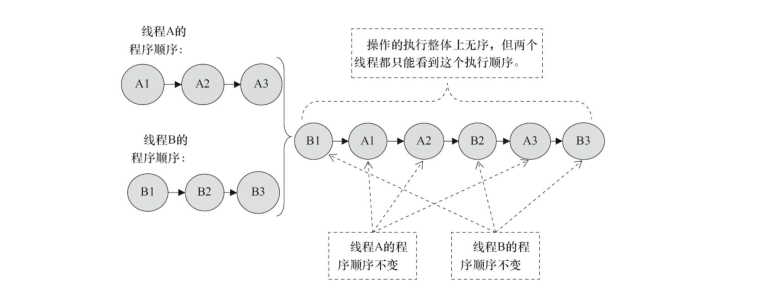 线程A的
程序顺序：
A1 A2 A3
线程B的
程序顺序：
B1 B2 B3
操作的执行整体上无序，但两个
线程都只能看到这个执行顺序。
B1 A1 A2 B2 A3 B3
线程A的程
序顺序不变
线程B的程
序顺序不变